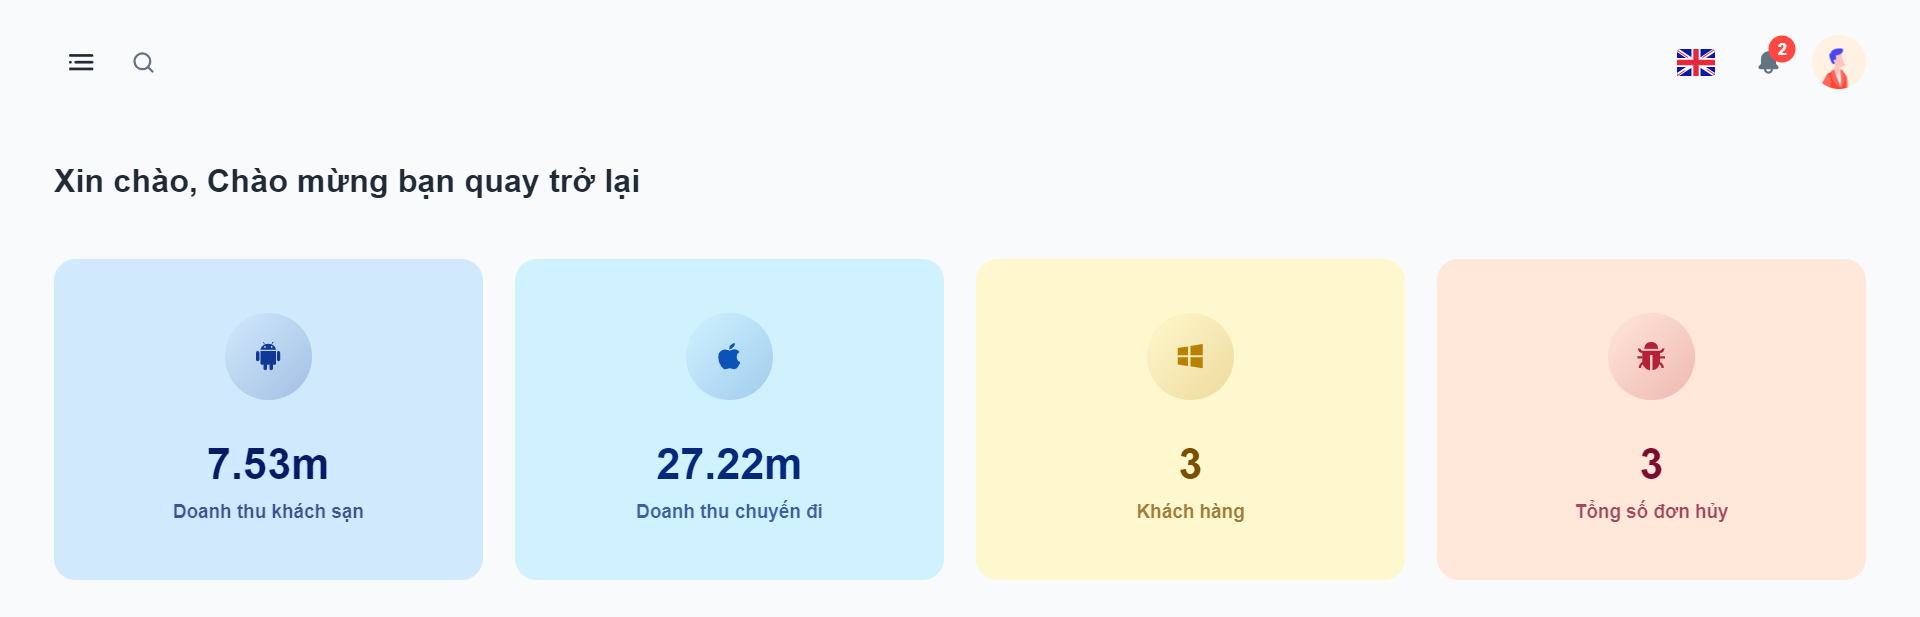 2
Xin chào, Chào mừng bạn quay trở lại
7.53m
Doanh thu khách sạn
27.22m
Doanh thu chuyến đi
3
Khách hàng
3
Tổng số đơn hủy